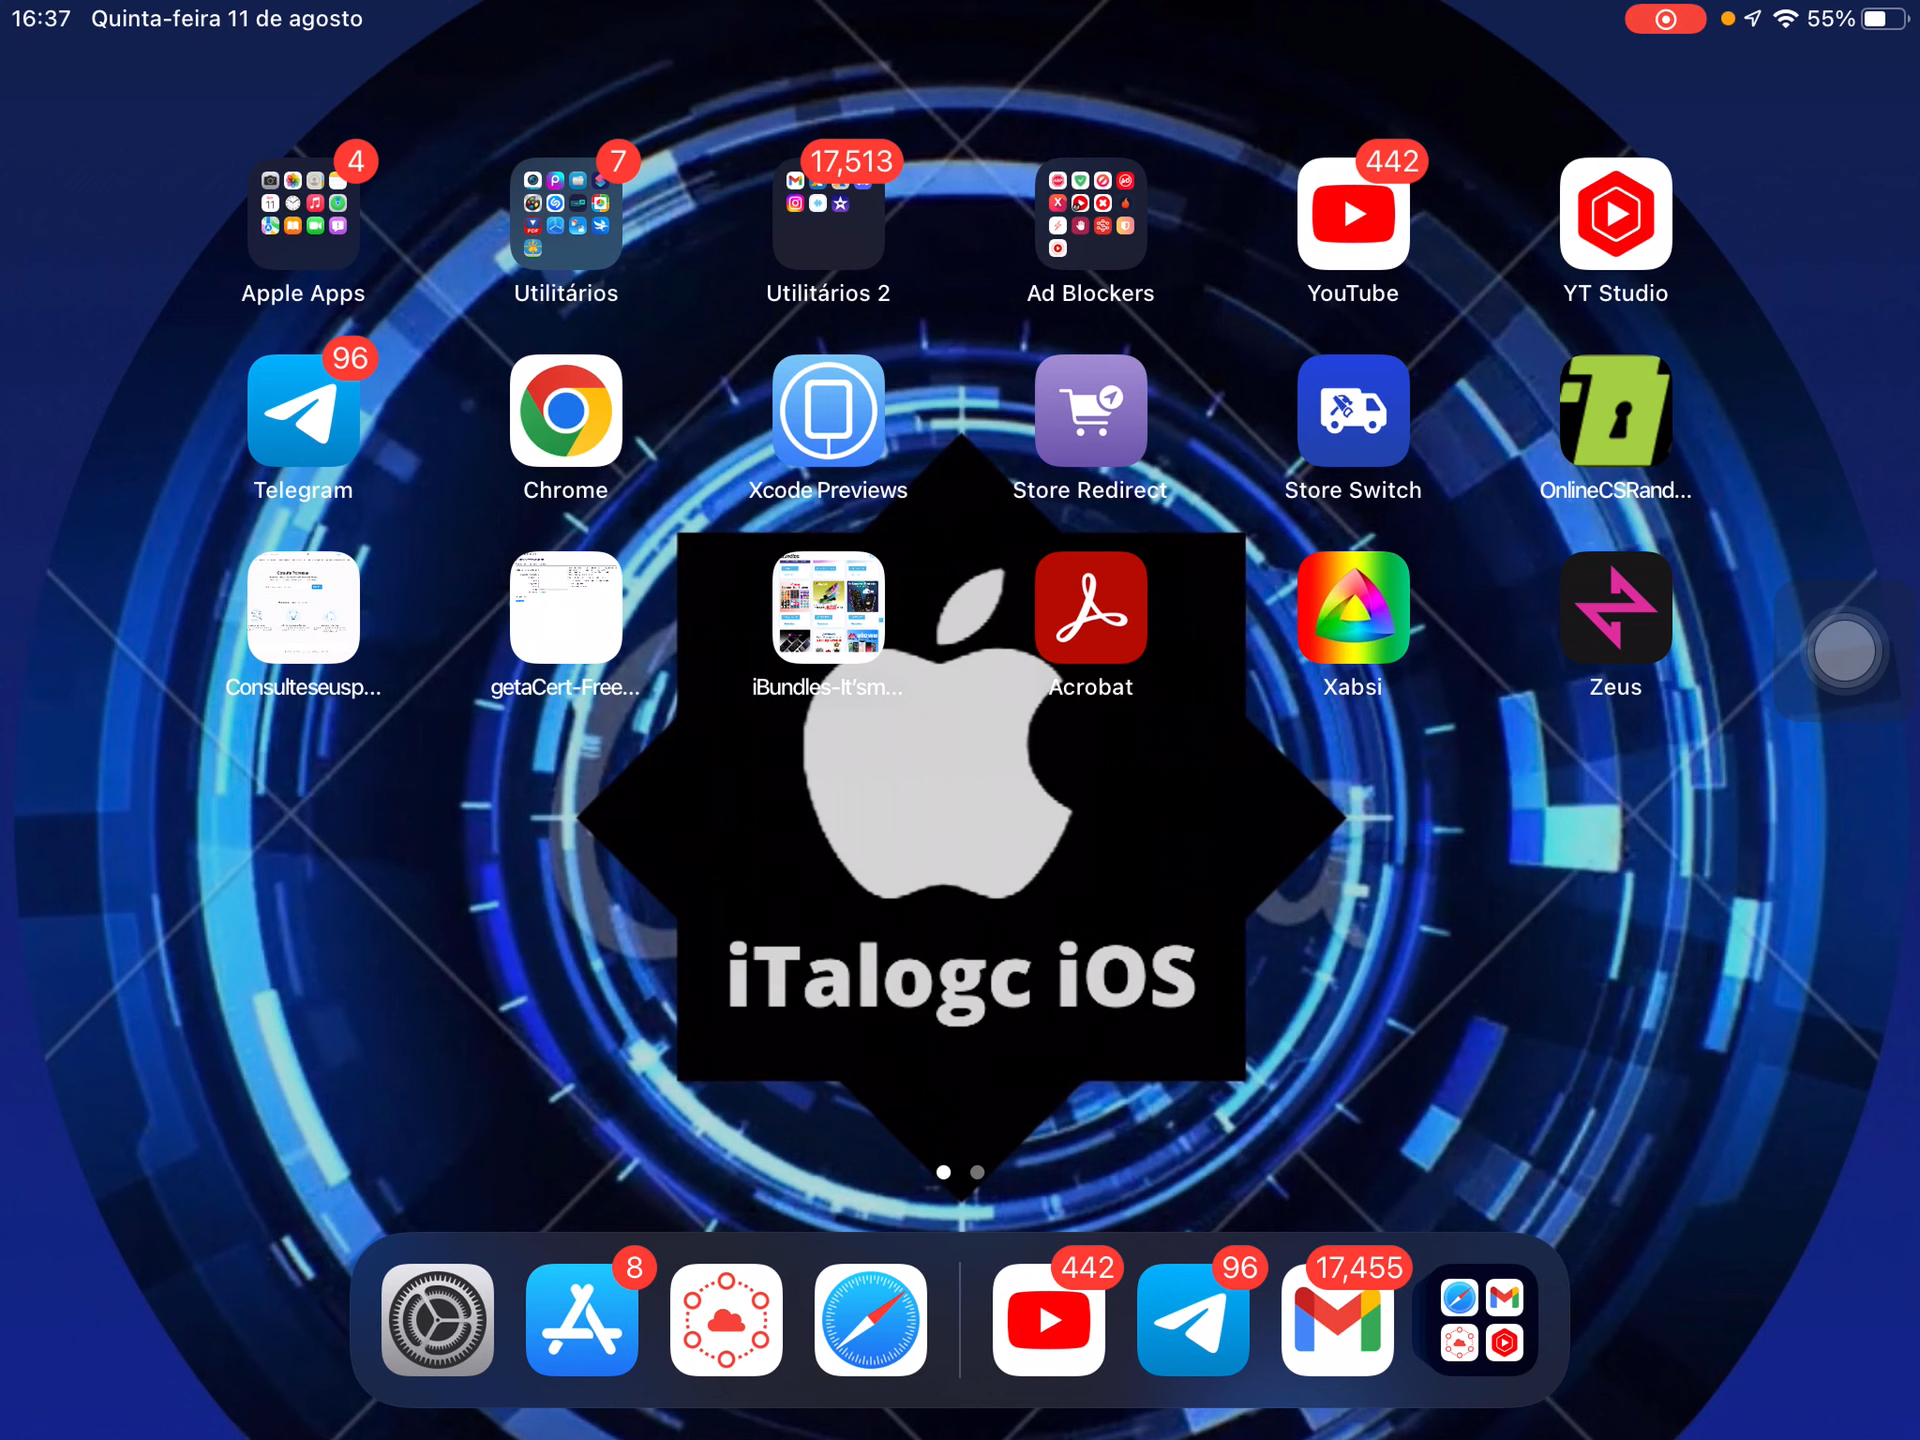 16:37 Quinta-feira 11 de agosto
55%
4
7
17,513
442
Apple Apps
Utilitários
Utilitários 2
Ad Blockers
YouTube
YT Studio
96
Telegram
Chrome
Xcode Previews
Store Redirect
Store Switch
OnlineCSRand...
Consulteseusp...
getaCert-Free...
iBundles-It'sm...
Acrobat
Xabsi
Zeus
iTalogc iOS
8
442
96
17,455